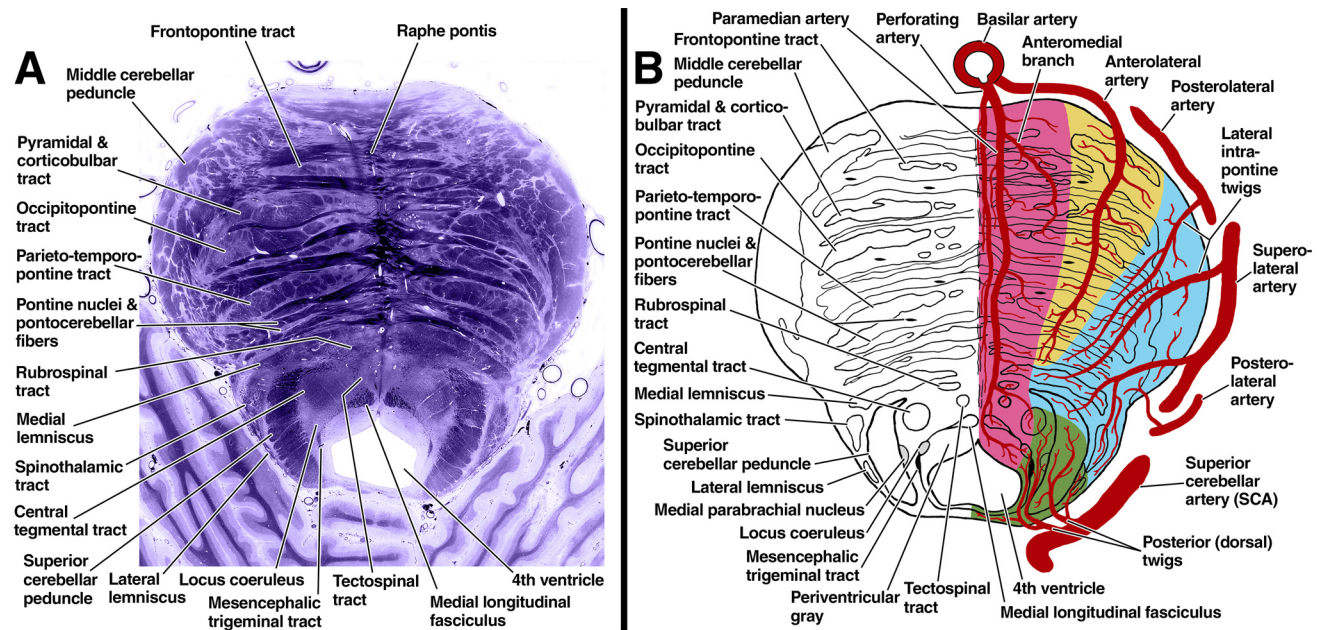 A
Frontopontine tract
Raphe pontis
Middle cerebellar
peduncle
Pyramidal &
corticobulbar
tract
Occipitopontine
tract
Parieto-temporo-
pontine tract
Pontine nuclei &
pontocerebellar
fibers
Rubrospinal
tract
Medial
lemniscus
Spinothalamic
tract
Central
tegmental tract
Superior
cerebellar
peduncle
Lateral
lemniscus
Locus coeruleus
Mesencephalic
trigeminal tract
Tectospinal
tract
Medial longitudinal
fasciculus
4th ventricle
B
Paramedian artery
Frontopontine tract
Middle cerebellar
peduncle
Pyramidal & cortico-
bulbar tract
Occipitopontine
tract
Parieto-temporo-
pontine tract
Pontine nuclei &
pontocerebellar
fibers
Rubrospinal
tract
Central
tegmental tract
Medial lemniscus
Spinothalamic tract
Superior
cerebellar peduncle
Lateral lemniscus
Medial parabrachial nucleus
Locus coeruleus
Mesencephalic
trigeminal tract
Periventricular
gray
Tectospinal
tract
4th ventricle
Medial longitudinal fasciculus
Perforating
artery
Basilar artery
Anteromedial
branch
Anterolateral
artery
Posterolateral
artery
Lateral
intra-
pontine
twigs
Supero-
lateral
artery
Postero-
lateral
artery
Superior
cerebellar
artery (SCA)
Posterior (dorsal)
twigs